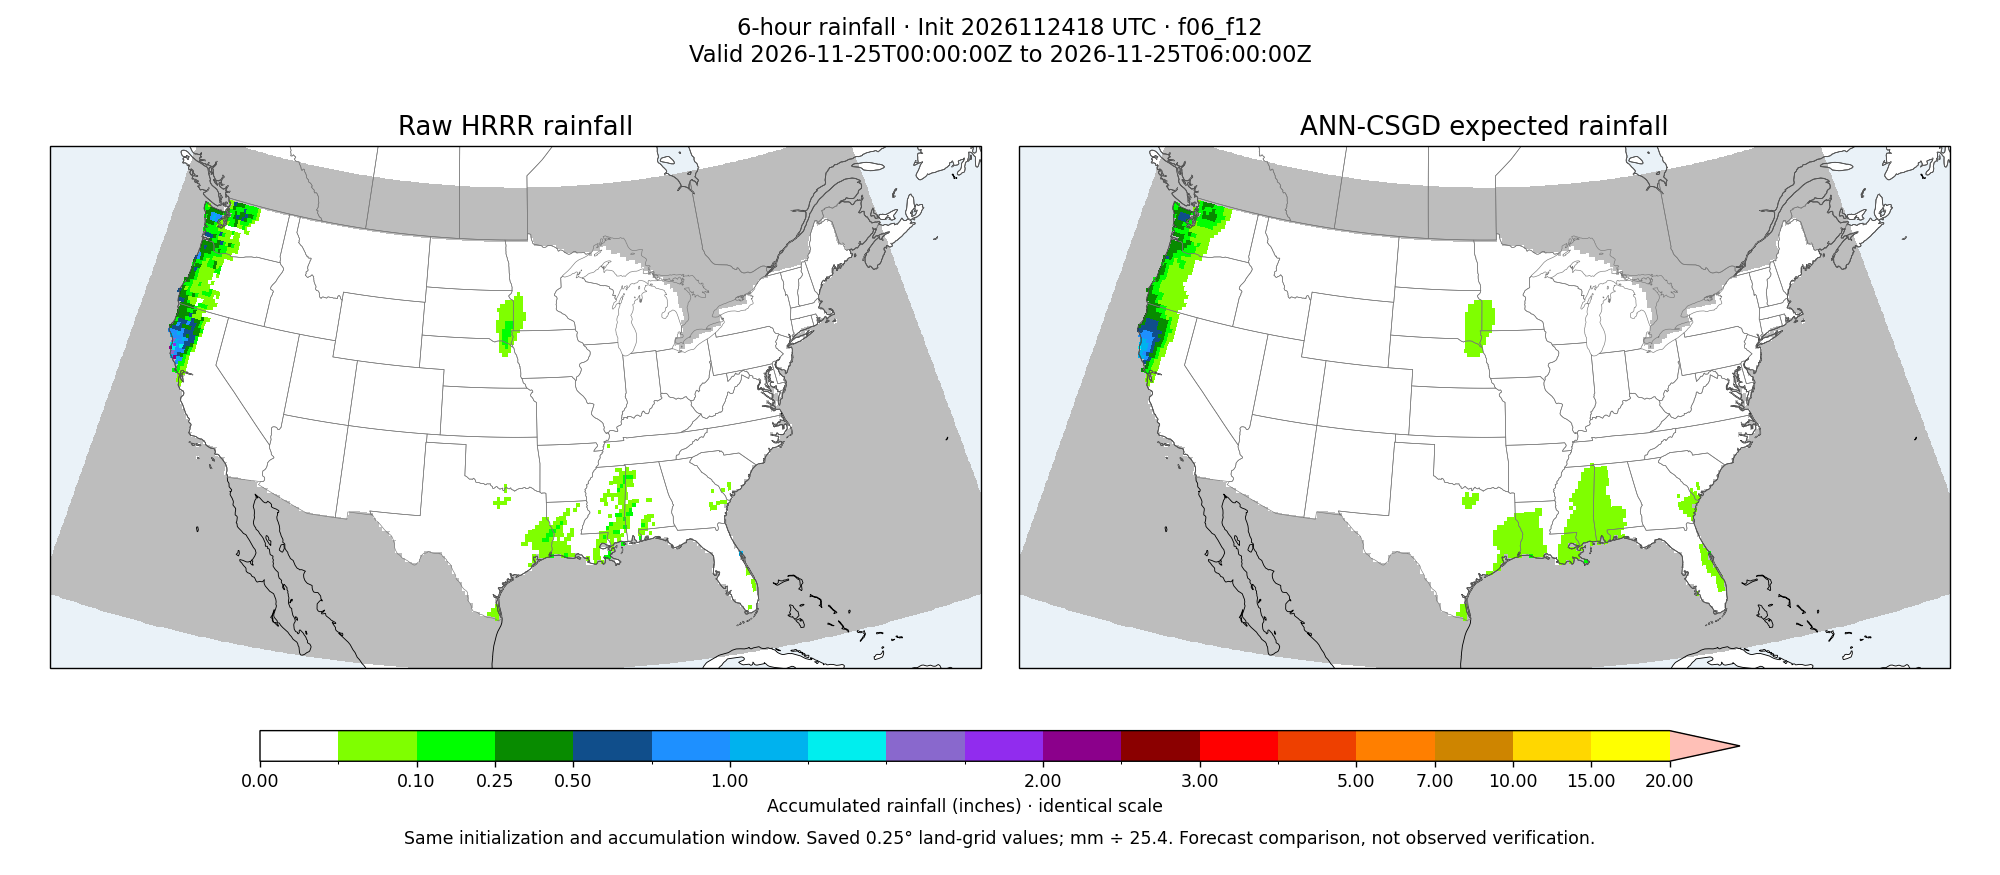 6-hour rainfall · Init 2026112418 UTC · f06_f12
Valid 2026-11-25T00:00:00Z to 2026-11-25T06:00:00Z
Raw HRRR rainfall
ANN-CSGD expected rainfall
0.00 0.10 0.25 0.50 1.00 2.00 3.00 5.00 7.00 10.00 15.00 20.00
Accumulated rainfall (inches) · identical scale
Same initialization and accumulation window. Saved 0.25° land-grid values; mm ÷ 25.4. Forecast comparison, not observed verification.